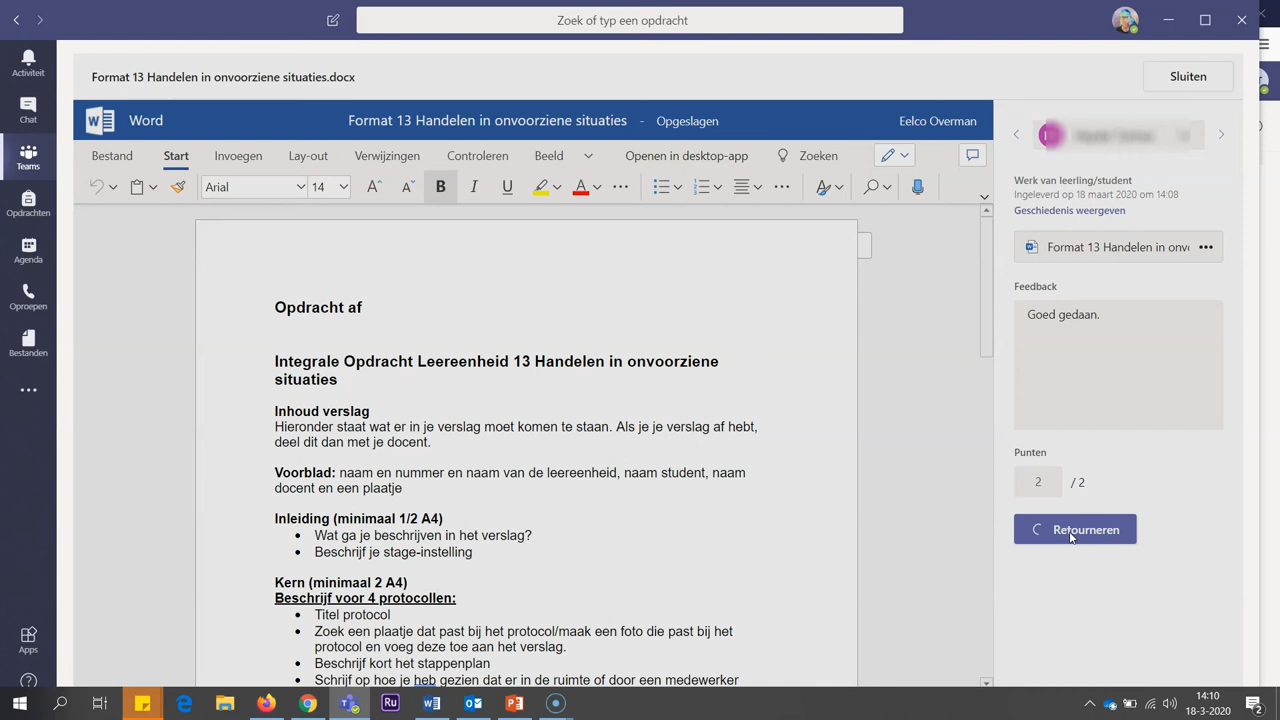 Zoek of typ een opdracht
Activiteit
Chat
Teams
Opdrachten
Agenda
Oproepen
Bestanden
Apps
Format 13 Handelen in onvoorziene situaties.docx
Sluiten
Word
Format 13 Handelen in onvoorziene situaties - Opgeslagen
Eelco Overman
Bestand Start Invoegen Lay-out Verwijzingen Controleren Beeld Openen in desktop-app Zoeken
Arial 14 A A B I U A
Opdracht af
Integrale Opdracht Leereenheid 13 Handelen in onvoorziene
situaties
Inhoud verslag
Hieronder staat wat er in je verslag moet komen te staan. Als je je verslag af hebt,
deel dit dan met je docent.
Voorblad: naam en nummer en naam van de leereenheid, naam student, naam
docent en een plaatje
Inleiding (minimaal 1/2 A4)
• Wat ga je beschrijven in het verslag?
• Beschrijf je stage-instelling
Kern (minimaal 2 A4)
Beschrijf voor 4 protocollen:
• Titel protocol
• Zoek een plaatje dat past bij het protocol/maak een foto die past bij het
protocol en voeg deze toe aan het verslag.
• Beschrijf kort het stappenplan
• Schrijf op hoe je heb gezien dat er in de ruimte of door een medewerker
Werk van leerling/student
Ingeleverd op 18 maart 2020 om 14:08
Geschiedenis weergeven
Format 13 Handelen in onv
Feedback
Goed gedaan.
Punten
2 / 2
Retourneren
Ru
14:10
18-3-2020
2